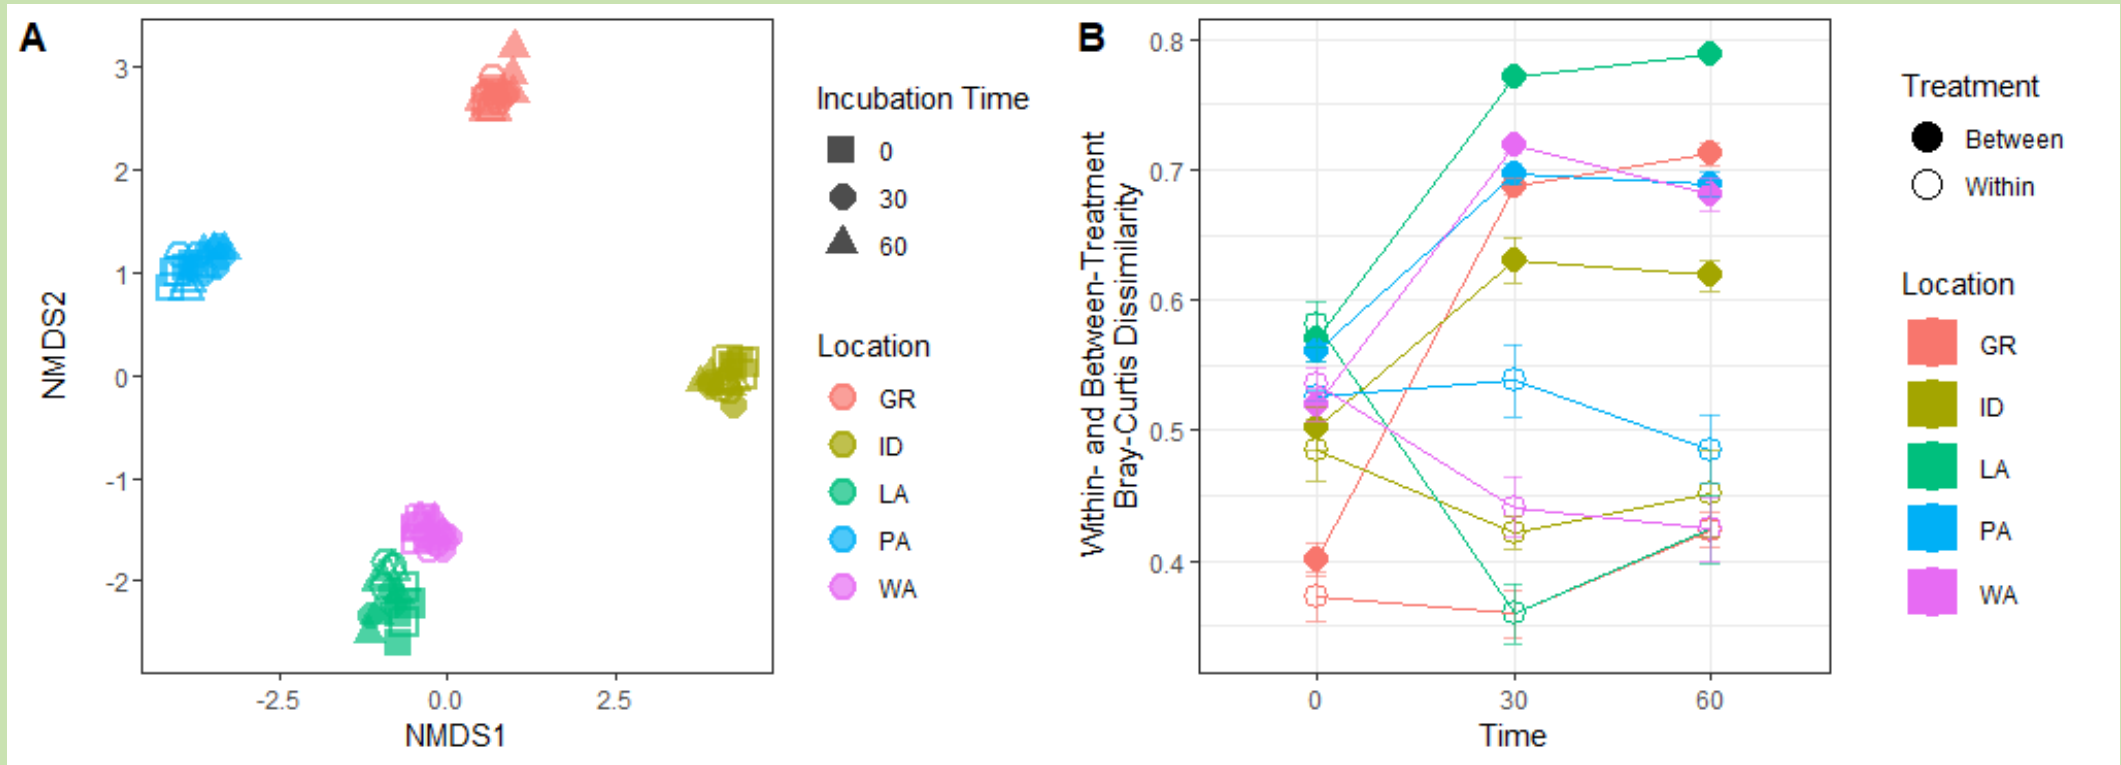 A
3
2
1
0
-1
-2
NMDS2
-2.5
0.0
2.5
NMDS1
Incubation Time
0
30
60
Location
GR
ID
LA
PA
WA
B
0.8
0.7
0.6
0.5
0.4
Within- and Between-Treatment
Bray-Curtis Dissimilarity
0
30
60
Time
Treatment
Between
Within
Location
GR
ID
LA
PA
WA